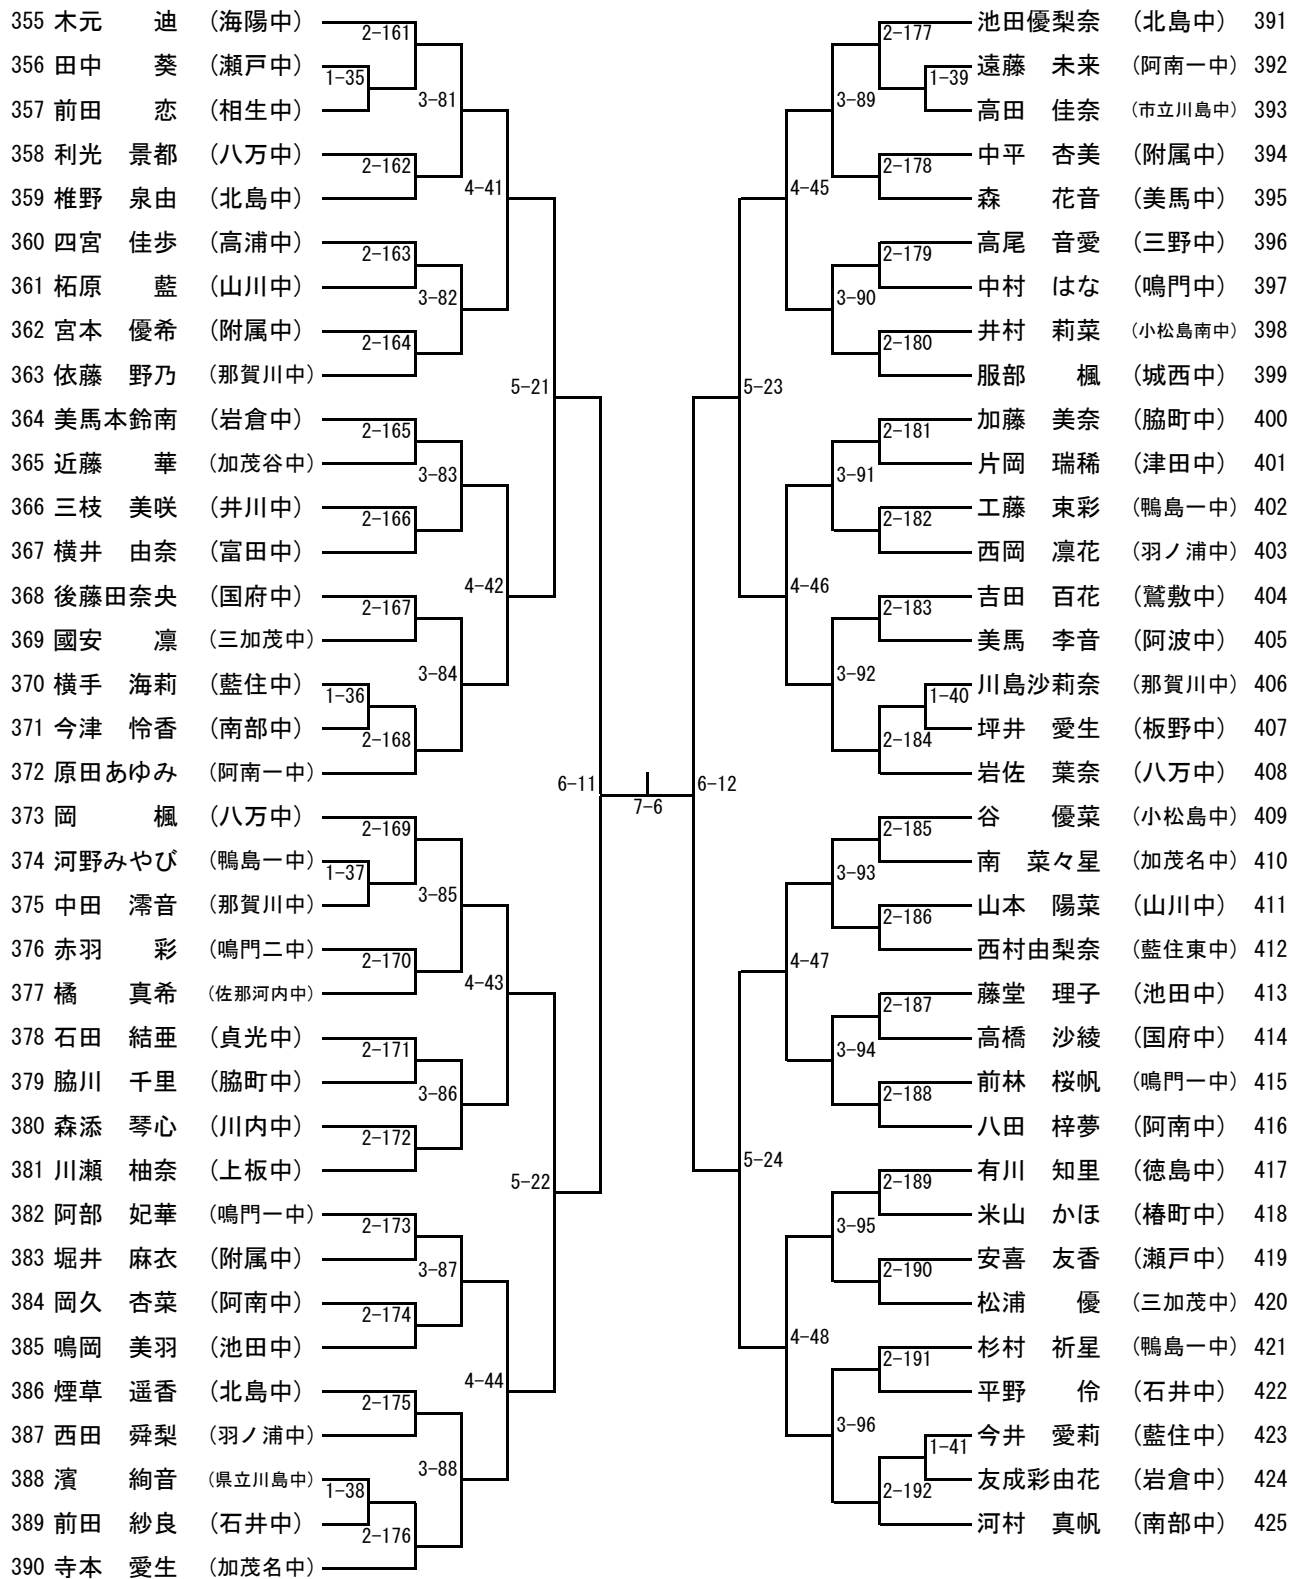 355 木元　　迪 （海陽中）
2-161
356 田中　　葵 （瀬戸中）
1-35
357 前田　　恋 （相生中）
3-81
358 利光　景都 （八万中）
2-162
359 椎野　泉由 （北島中）
4-41
360 四宮　佳歩 （高浦中）
2-163
361 柘原　　藍 （山川中）
3-82
362 宮本　優希 （附属中）
2-164
363 依藤　野乃 （那賀川中）
5-21
364 美馬本鈴南 （岩倉中）
2-165
365 近藤　　華 （加茂谷中）
3-83
366 三枝　美咲 （井川中）
2-166
367 横井　由奈 （富田中）
4-42
368 後藤田奈央 （国府中）
2-167
369 國安　　凛 （三加茂中）
3-84
370 横手　海莉 （藍住中）
1-36
371 今津　怜香 （南部中）
2-168
372 原田あゆみ （阿南一中）
6-11
373 岡　　　楓 （八万中）
2-169
374 河野みやび （鴨島一中）
1-37
375 中田　澪音 （那賀川中）
3-85
376 赤羽　　彩 （鳴門二中）
2-170
377 橘　　真希 （佐那河内中）
4-43
378 石田　結亜 （貞光中）
2-171
379 脇川　千里 （脇町中）
3-86
380 森添　琴心 （川内中）
2-172
381 川瀬　柚奈 （上板中）
5-22
382 阿部　妃華 （鳴門一中）
2-173
383 堀井　麻衣 （附属中）
3-87
384 岡久　杏菜 （阿南中）
2-174
385 鳴岡　美羽 （池田中）
4-44
386 煙草　遥香 （北島中）
2-175
387 西田　舜梨 （羽ノ浦中）
3-88
388 濱　　絢音 （県立川島中）
1-38
389 前田　紗良 （石井中）
2-176
390 寺本　愛生 （加茂名中）
7-6
池田優梨奈 （北島中） 391
2-177
遠藤　未来 （阿南一中） 392
1-39
高田　佳奈 （市立川島中） 393
3-89
中平　杏美 （附属中） 394
2-178
森　　花音 （美馬中） 395
4-45
高尾　音愛 （三野中） 396
2-179
中村　はな （鳴門中） 397
3-90
井村　莉菜 （小松島南中） 398
2-180
服部　　楓 （城西中） 399
5-23
加藤　美奈 （脇町中） 400
2-181
片岡　瑞稀 （津田中） 401
3-91
工藤　束彩 （鴨島一中） 402
2-182
西岡　凛花 （羽ノ浦中） 403
4-46
吉田　百花 （鷲敷中） 404
2-183
美馬　李音 （阿波中） 405
3-92
川島沙莉奈 （那賀川中） 406
1-40
坪井　愛生 （板野中） 407
2-184
岩佐　葉奈 （八万中） 408
6-12
谷　　優菜 （小松島中） 409
2-185
南　菜々星 （加茂名中） 410
3-93
山本　陽菜 （山川中） 411
2-186
西村由梨奈 （藍住東中） 412
4-47
藤堂　理子 （池田中） 413
2-187
高橋　沙綾 （国府中） 414
3-94
前林　桜帆 （鳴門一中） 415
2-188
八田　梓夢 （阿南中） 416
5-24
有川　知里 （徳島中） 417
2-189
米山　かほ （椿町中） 418
3-95
安喜　友香 （瀬戸中） 419
2-190
松浦　　優 （三加茂中） 420
4-48
杉村　祈星 （鴨島一中） 421
2-191
平野　　伶 （石井中） 422
3-96
今井　愛莉 （藍住中） 423
1-41
友成彩由花 （岩倉中） 424
2-192
河村　真帆 （南部中） 425